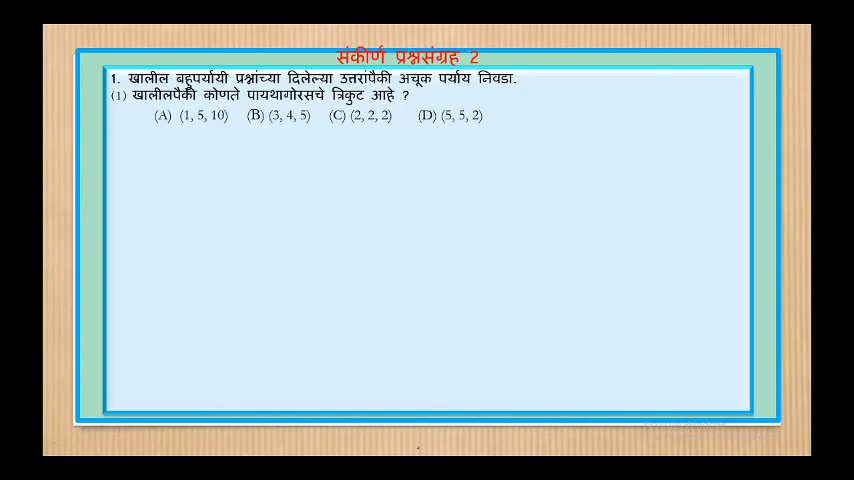 संकीर्ण प्रश्नसंग्रह 2
1. खालील बहुपर्यायी प्रश्नांच्या दिलेल्या उत्तरांपैकी अचूक पर्याय निवडा.
(1) खालीलपैकी कोणते पायथागोरसचे त्रिकुट आहे ?
(A) (1, 5, 10) (B) (3, 4, 5) (C) (2, 2, 2) (D) (5, 5, 2)